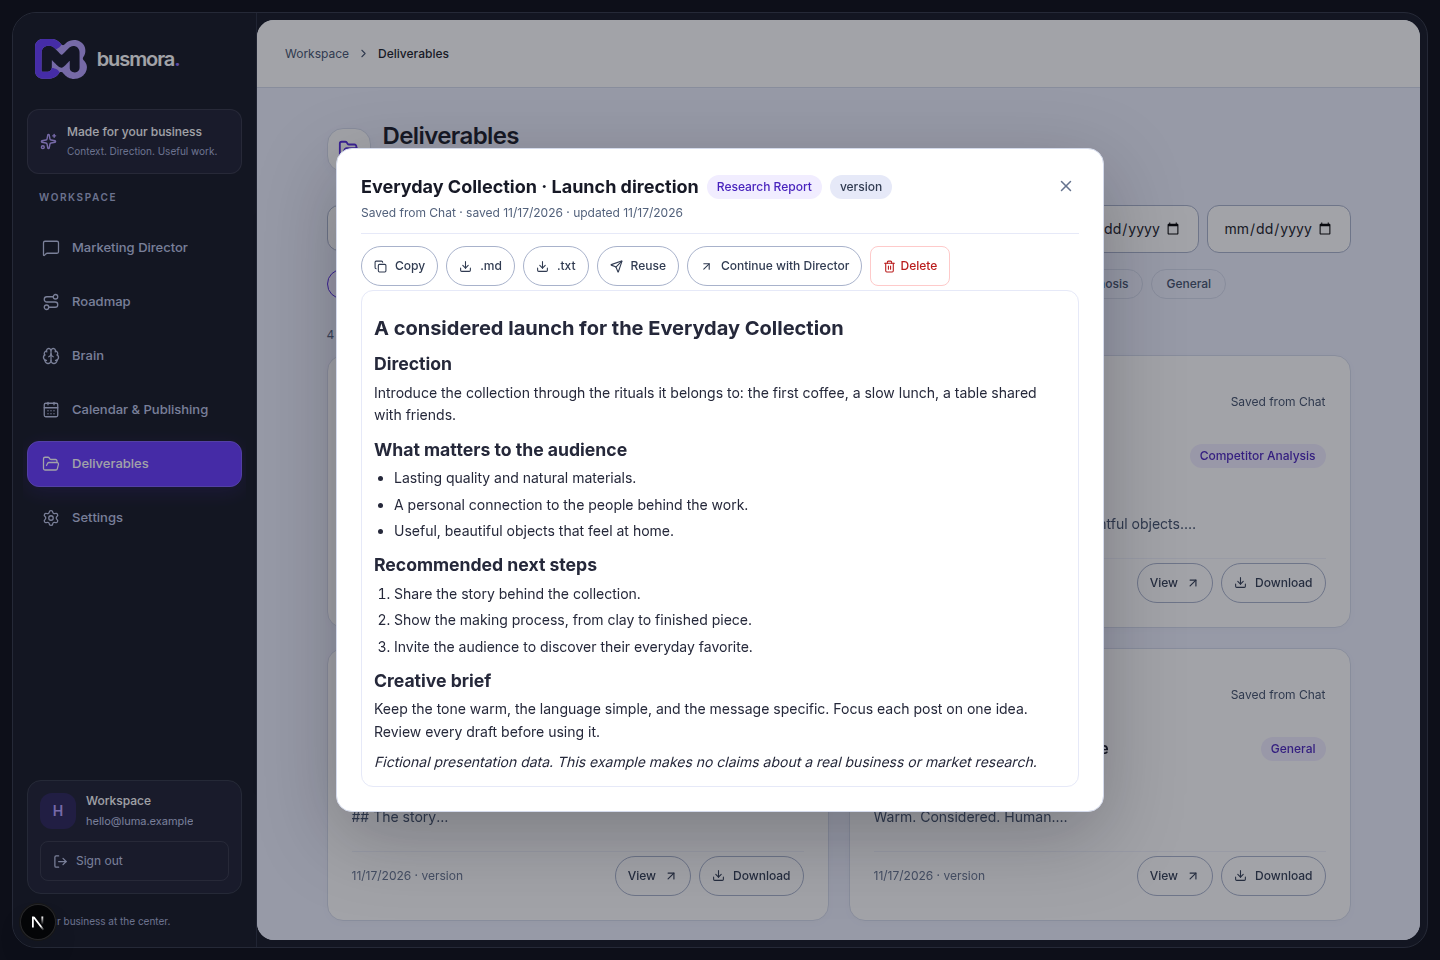 busmora.
Made for your business
Context. Direction. Useful work.
WORKSPACE
Marketing Director
Roadmap
Brain
Calendar & Publishing
Deliverables
Settings
H
Workspace
hello@luma.example
Sign out
r business at the center.
N
Workspace > Deliverables
Deliverables
dd/yyyy
mm/dd/yyyy
nosis
General
4
Everyday Collection · Launch direction
Research Report
version
Saved from Chat · saved 11/17/2026 · updated 11/17/2026
Copy
.md
.txt
Reuse
Continue with Director
Delete
A considered launch for the Everyday Collection
Direction
Introduce the collection through the rituals it belongs to: the first coffee, a slow lunch, a table shared
with friends.
What matters to the audience
• Lasting quality and natural materials.
• A personal connection to the people behind the work.
• Useful, beautiful objects that feel at home.
Recommended next steps
1. Share the story behind the collection.
2. Show the making process, from clay to finished piece.
3. Invite the audience to discover their everyday favorite.
Creative brief
Keep the tone warm, the language simple, and the message specific. Focus each post on one idea.
Review every draft before using it.
Fictional presentation data. This example makes no claims about a real business or market research.
Saved from Chat
Competitor Analysis
tful objects....
View
Download
Saved from Chat
e
General
## The story...
11/17/2026 · version
View
Download
Warm. Considered. Human....
11/17/2026 · version
View
Download